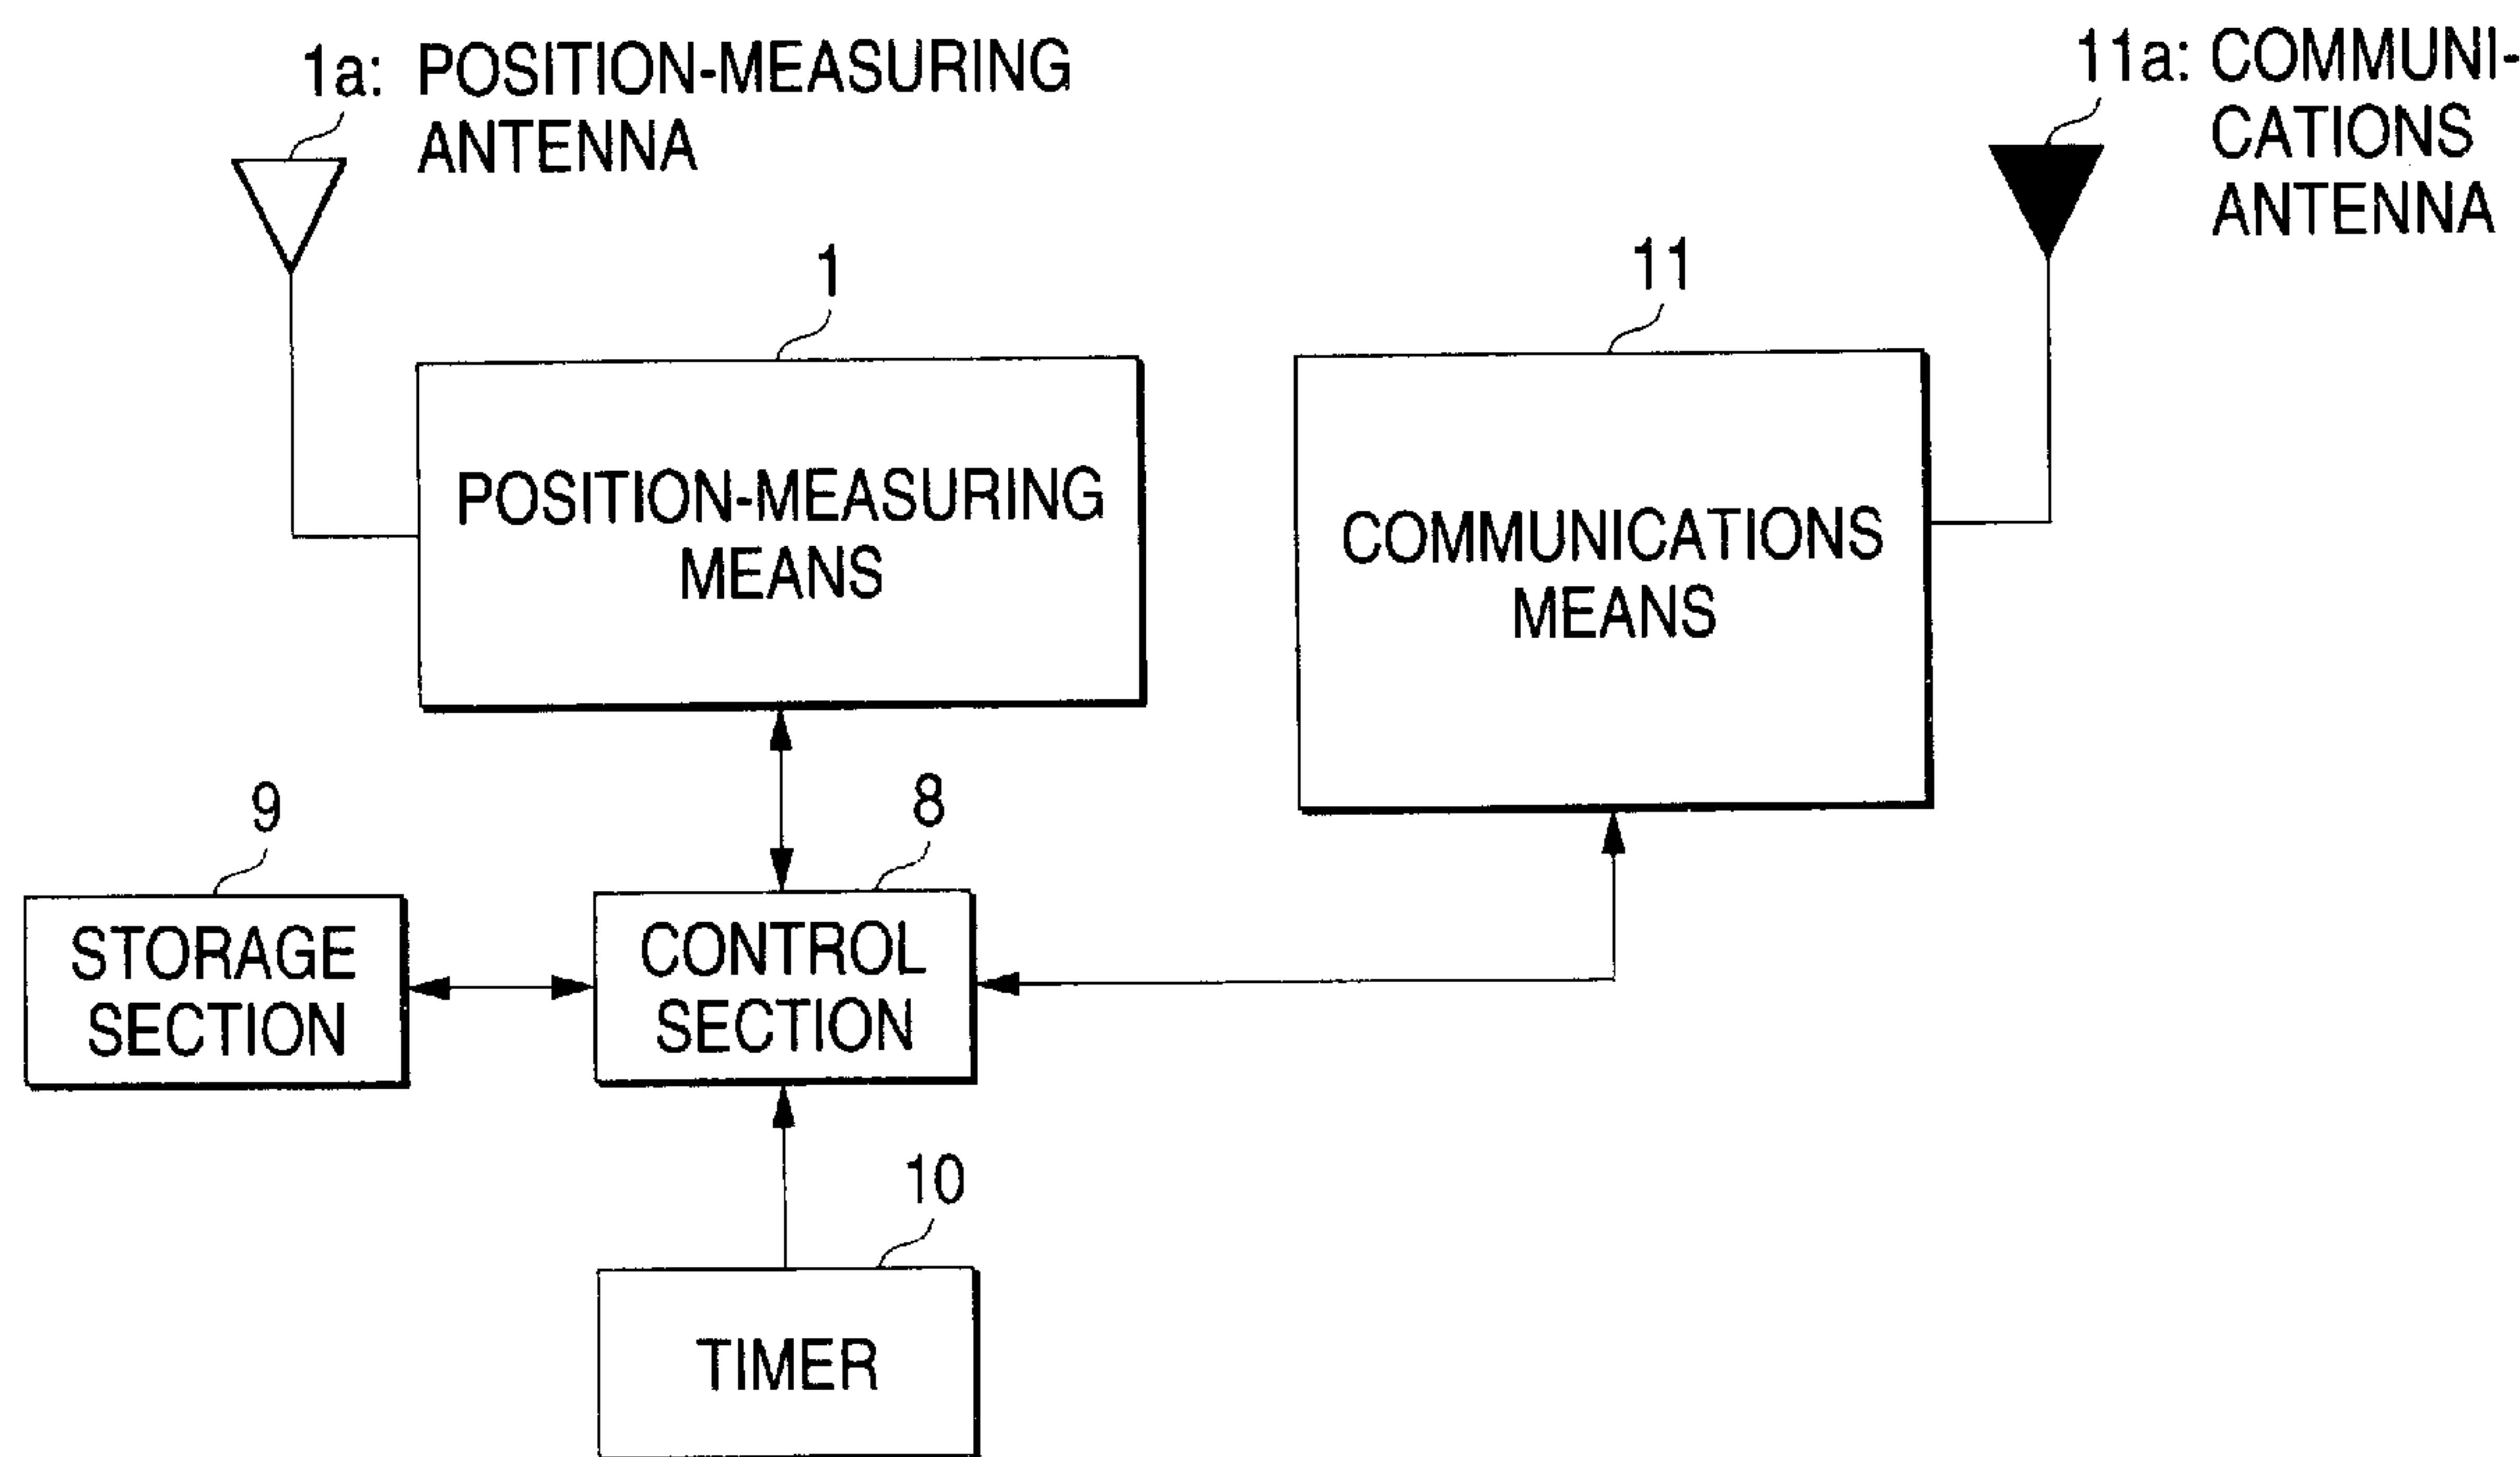 1a: POSITION-MEASURING
ANTENNA
11a: COMMUNI-
CATIONS
ANTENNA
1
11
POSITION-MEASURING
MEANS
COMMUNICATIONS
MEANS
9
8
STORAGE
SECTION
CONTROL
SECTION
10
TIMER